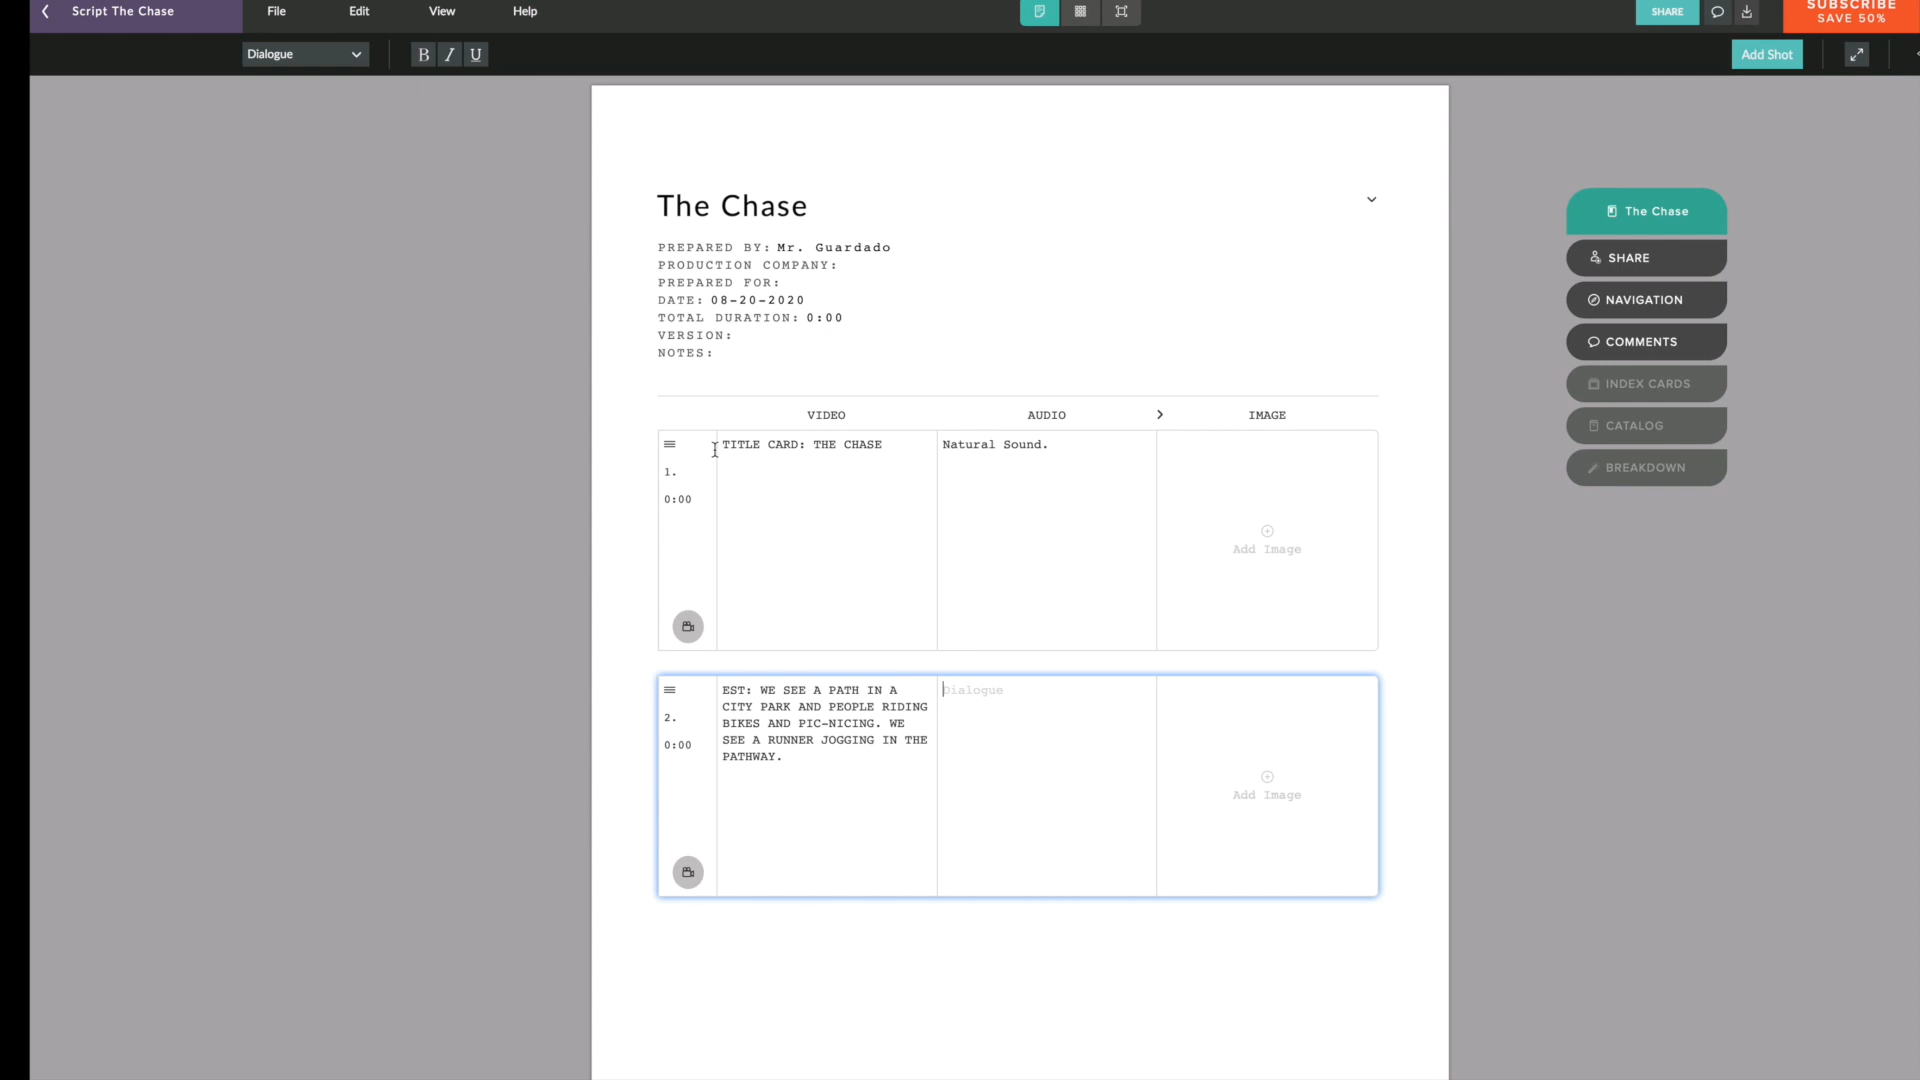 Script The Chase
File
Edit
View
Help
SHARE
SUBSCRIBE
SAVE 50%
Dialogue
B
I
U
Add Shot
The Chase
PREPARED BY: Mr. Guardado
PRODUCTION COMPANY:
PREPARED FOR:
DATE: 08-20-2020
TOTAL DURATION: 0:00
VERSION:
NOTES:
VIDEO
AUDIO
IMAGE
TITLE CARD: THE CHASE
Natural Sound.
1.
0:00
Add Image
EST: WE SEE A PATH IN A
CITY PARK AND PEOPLE RIDING
BIKES AND PIC-NICING. WE
SEE A RUNNER JOGGING IN THE
PATHWAY.
Dialogue
2.
0:00
Add Image
The Chase
SHARE
NAVIGATION
COMMENTS
INDEX CARDS
CATALOG
BREAKDOWN